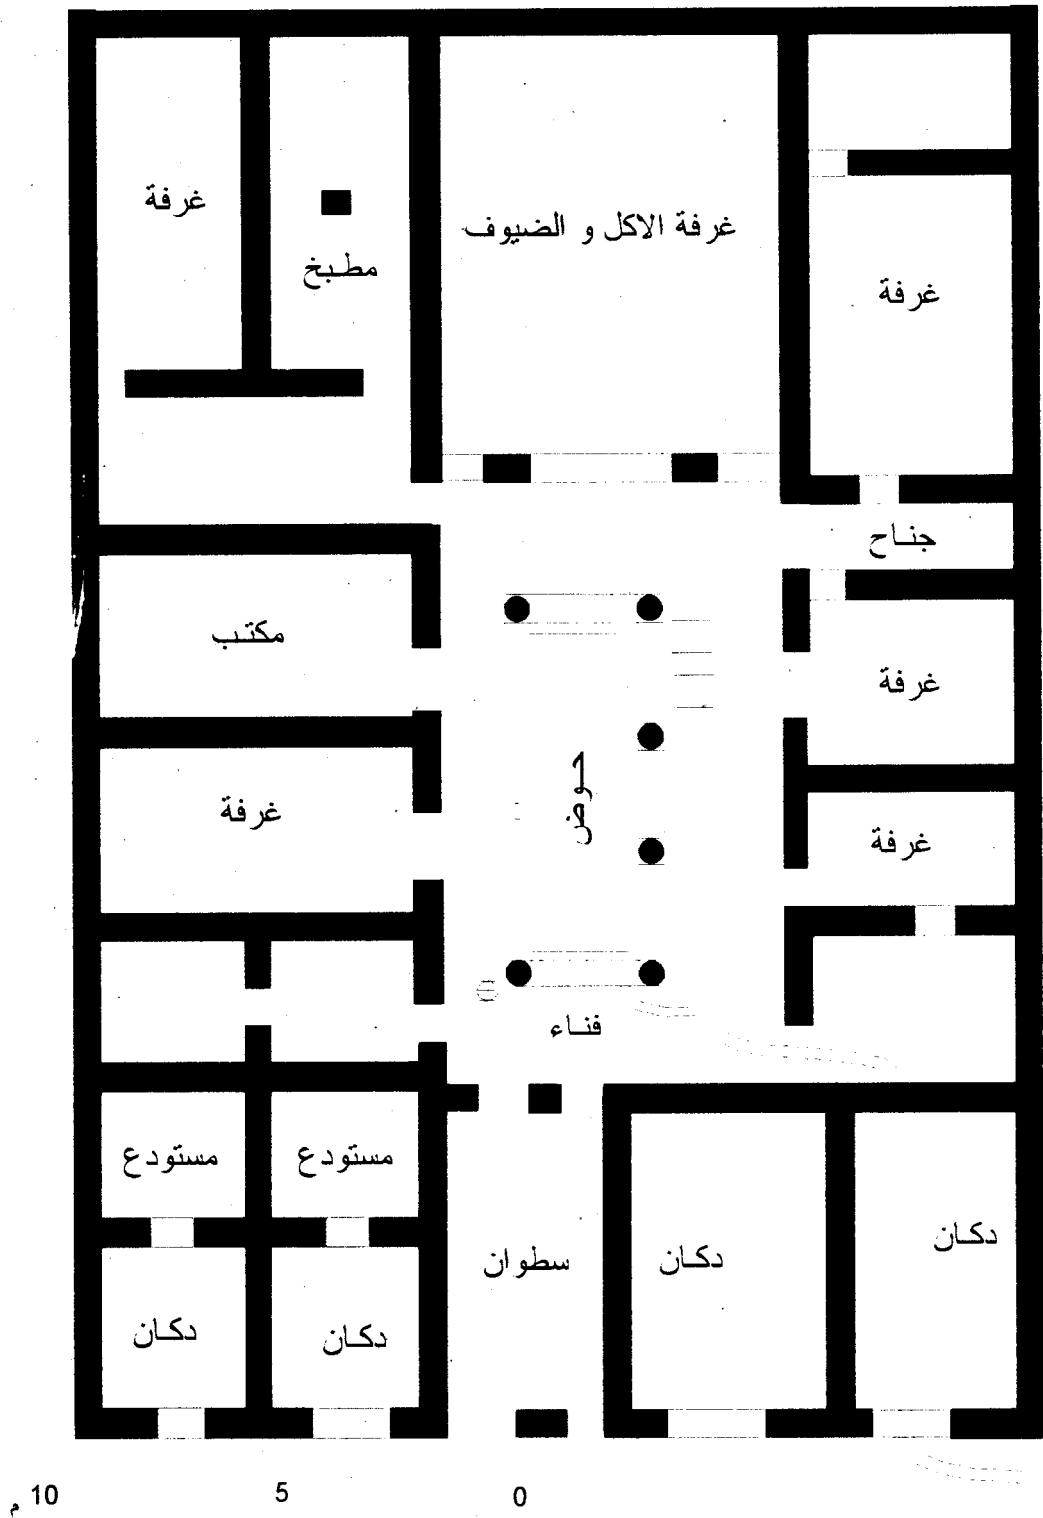 غرفة
مطبخ
غرفة الاكل و الضيوف
غرفة
جناح
مكتب
غرفة
حوض
غرفة
غرفة
فناء
مستودع
مستودع
سطوان
دكان
دكان
دكان
دكان
10 م
5
0